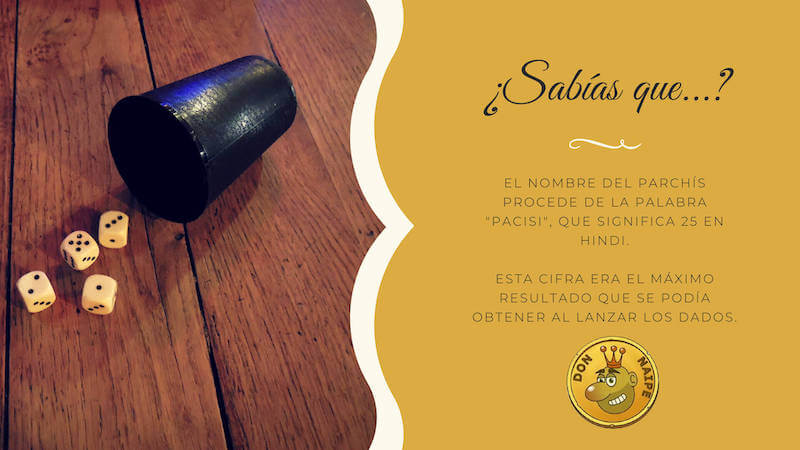 ¿Sabías que...?
EL NOMBRE DEL PARCHÍS
PROCEDE DE LA PALABRA
"PACISI", QUE SIGNIFICA 25 EN
HINDI.
ESTA CIFRA ERA EL MÁXIMO
RESULTADO QUE SE PODÍA
OBTENER AL LANZAR LOS DADOS.
DON NAIPE